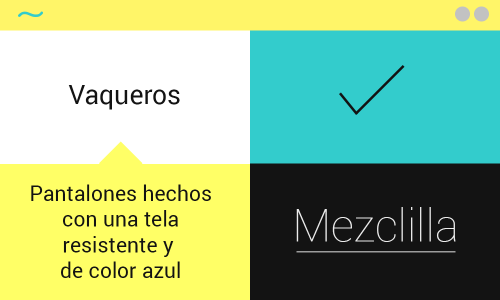 Vaqueros
Pantalones hechos
con una tela
resistente y
de color azul
Mezclilla